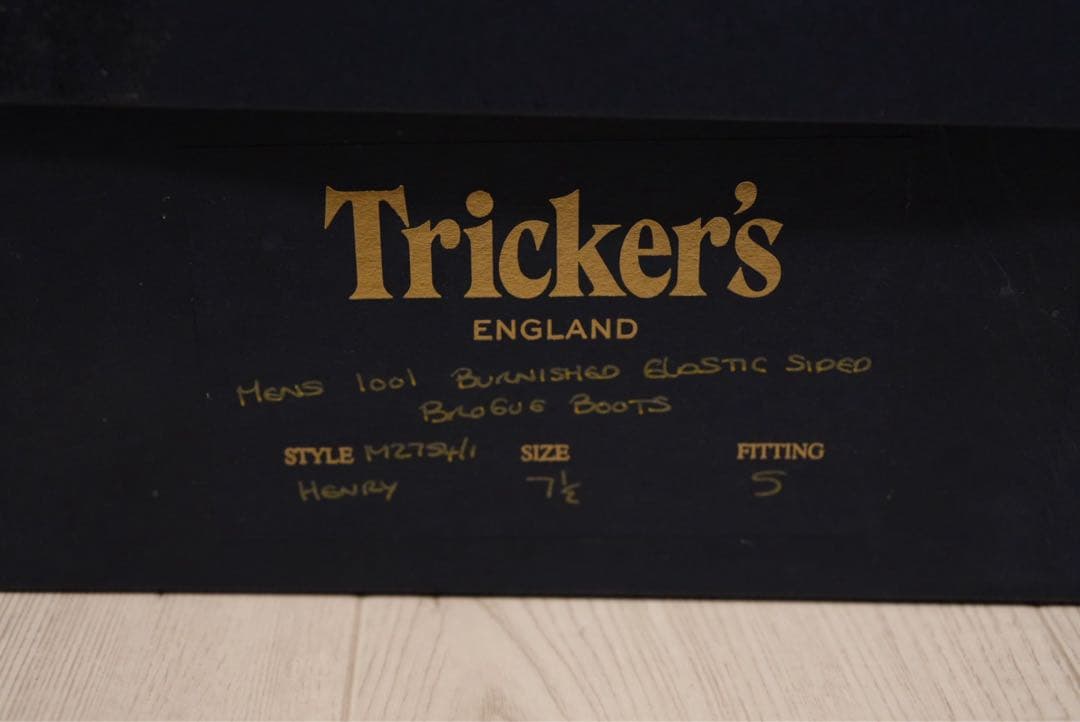 Tricker's
ENGLAND
MENS 1001 BURNISHED ELASTIC SIDED
BROGUE BOOTS
STYLE M2754/1 SIZE FITTING
HENRY 7½ 5